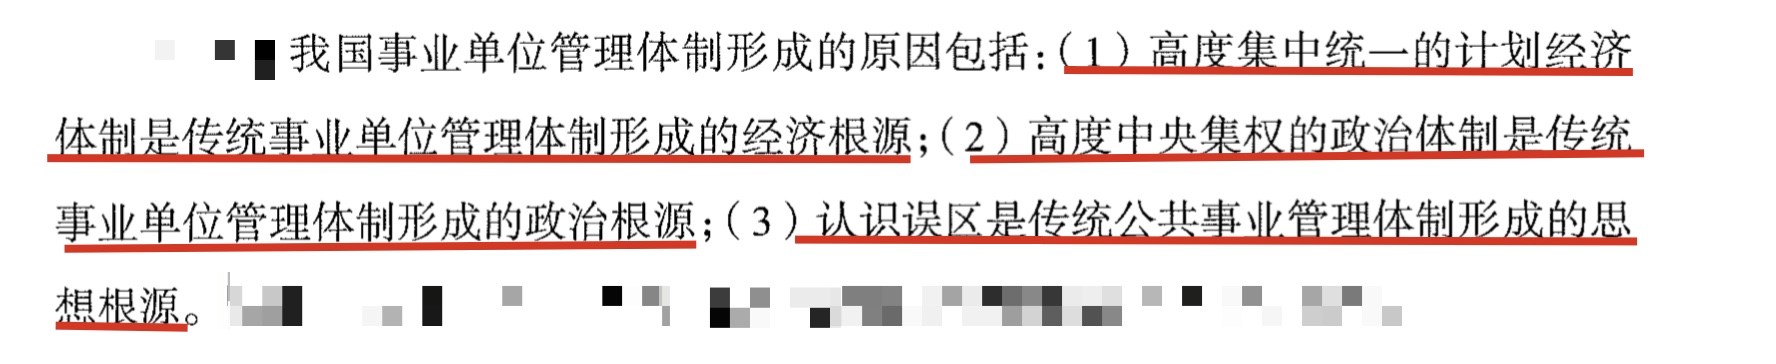 我国事业单位管理体制形成的原因包括:(1)高度集中统一的计划经济
体制是传统事业单位管理体制形成的经济根源;(2)高度中央集权的政治体制是传统
事业单位管理体制形成的政治根源;(3)认识误区是传统公共事业管理体制形成的思
想根源。